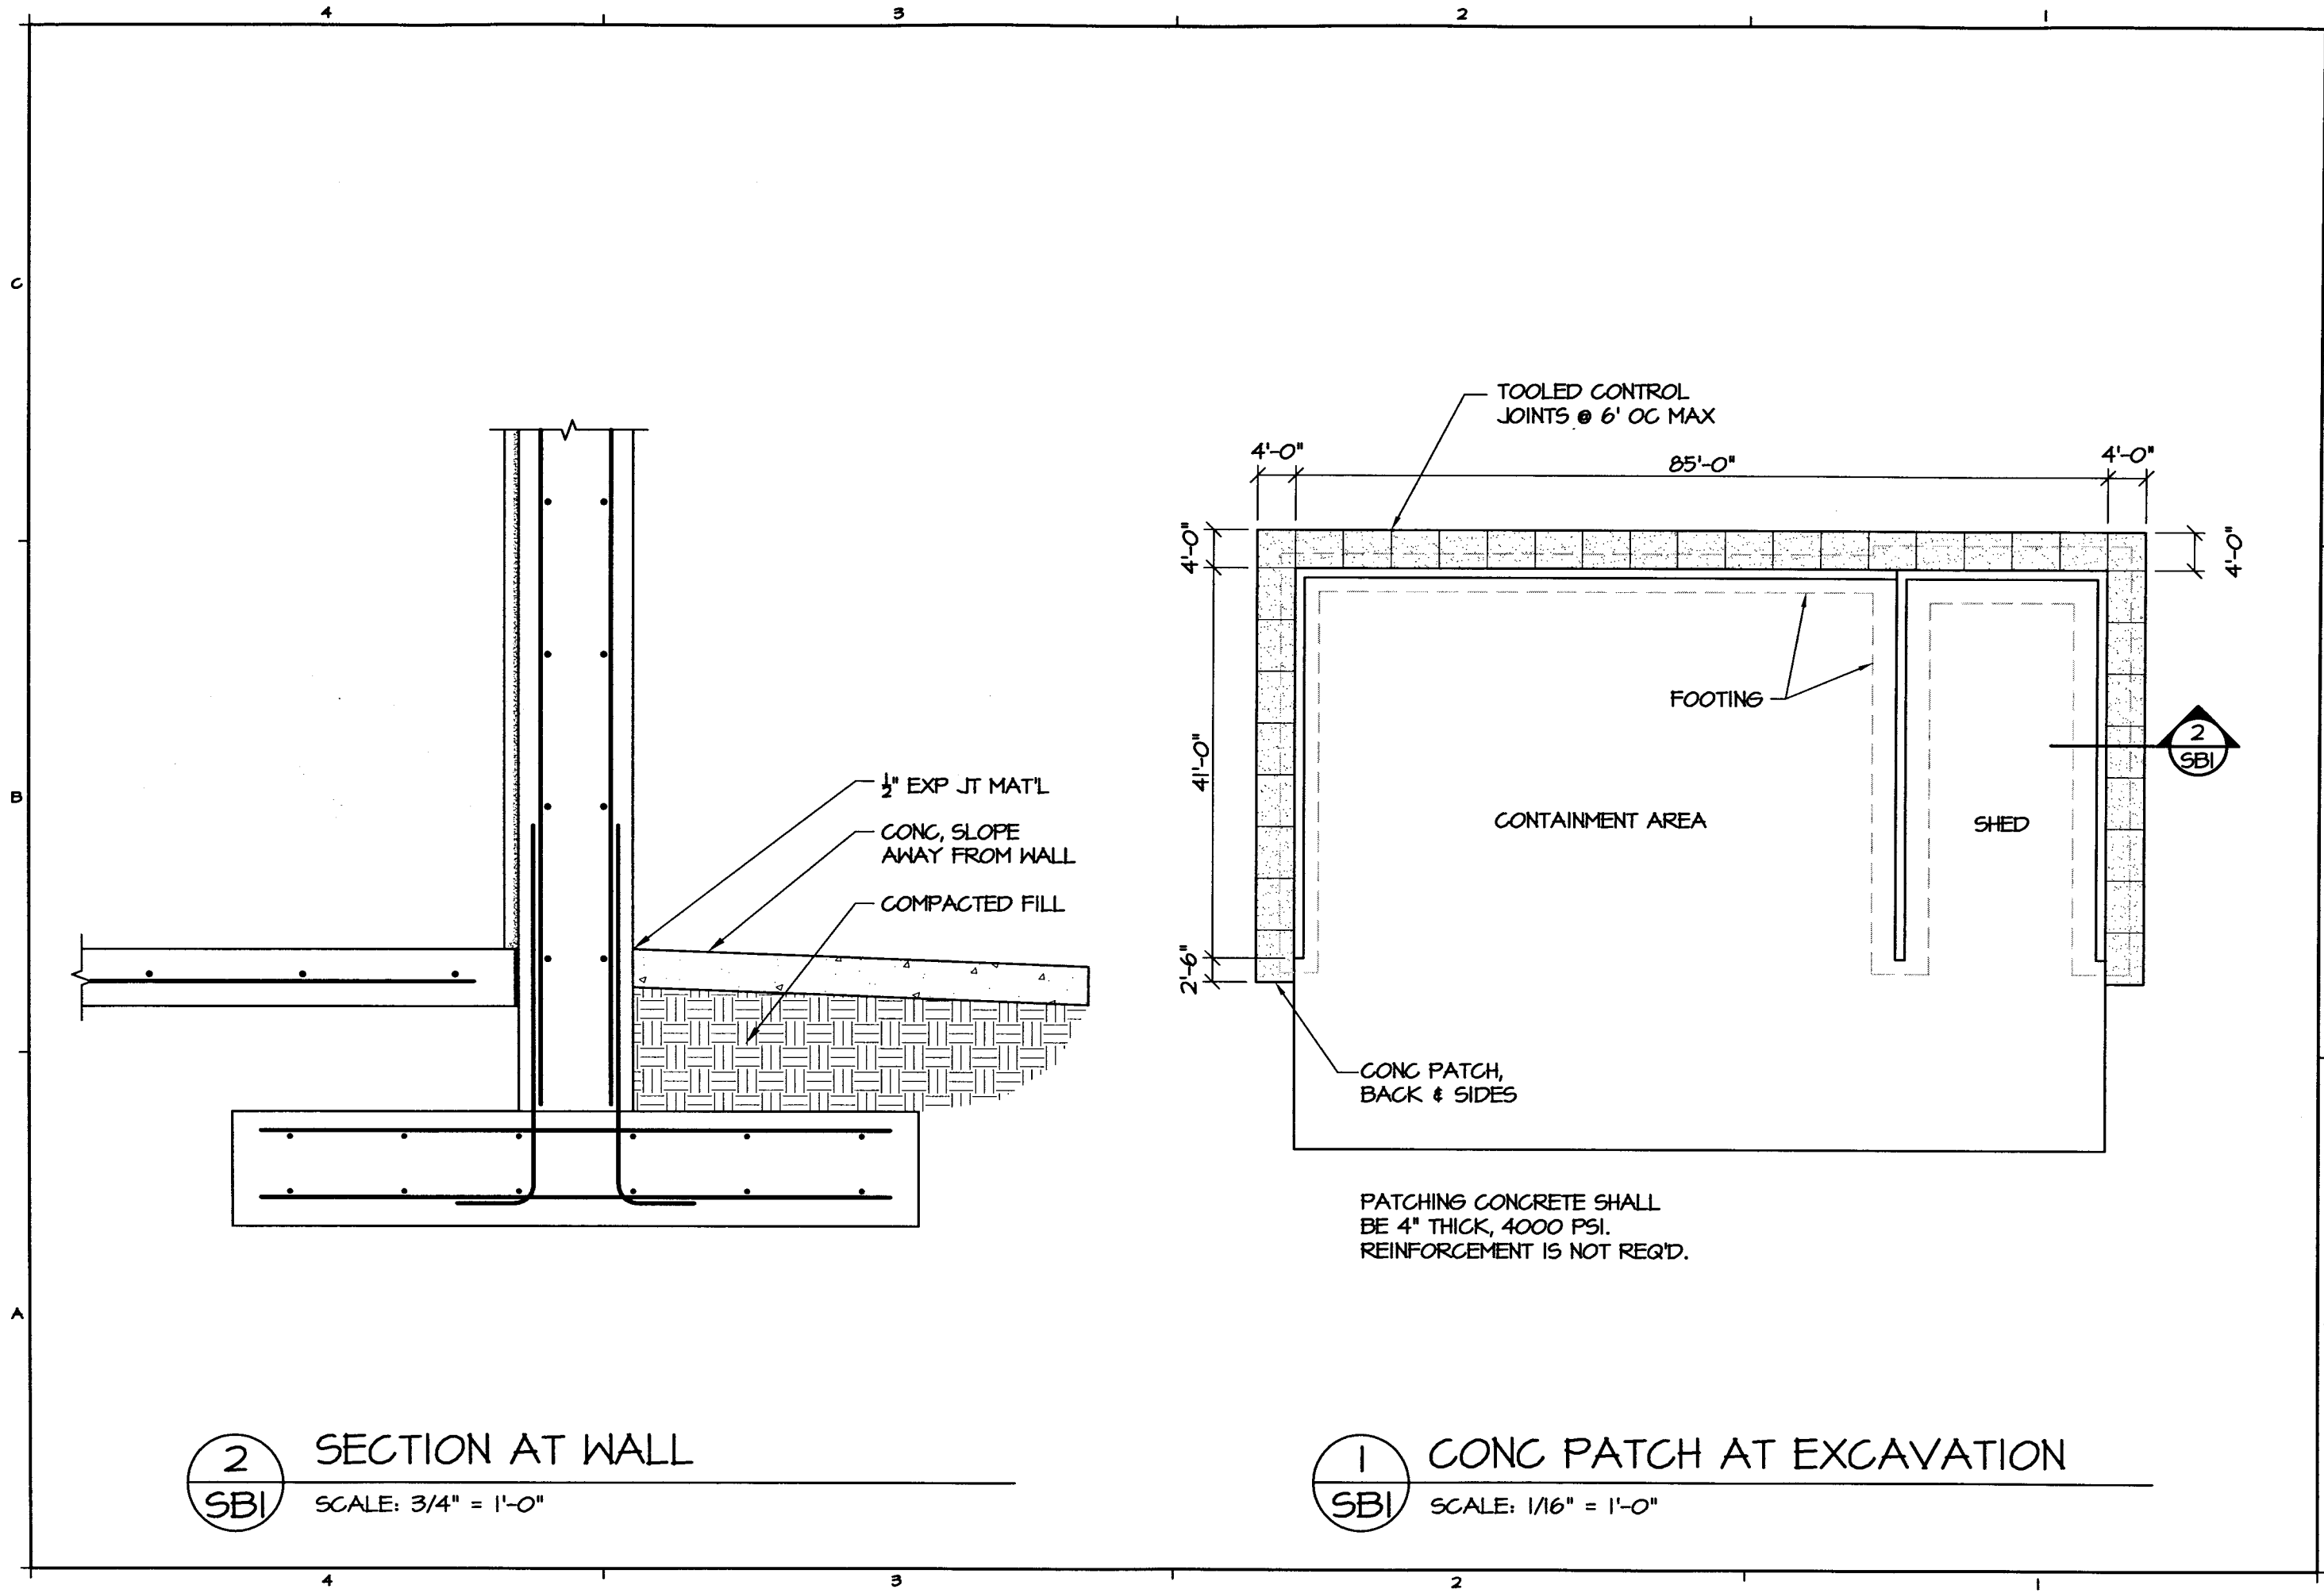 4
3
2
1
C
B
A
TOOLED CONTROL
JOINTS @ 6' OC MAX
4'-0"
85'-0"
4'-0"
4'-0"
4'-0"
41'-0"
2'-6"
FOOTING
CONTAINMENT AREA
SHED
2
SB1
CONC PATCH,
BACK & SIDES
PATCHING CONCRETE SHALL
BE 4" THICK, 4000 PSI.
REINFORCEMENT IS NOT REQ'D.
½" EXP JT MAT'L
CONC, SLOPE
AWAY FROM WALL
COMPACTED FILL
2
SB1
SECTION AT WALL
SCALE: 3/4" = 1'-0"
1
SB1
CONC PATCH AT EXCAVATION
SCALE: 1/16" = 1'-0"
4
3
2
1